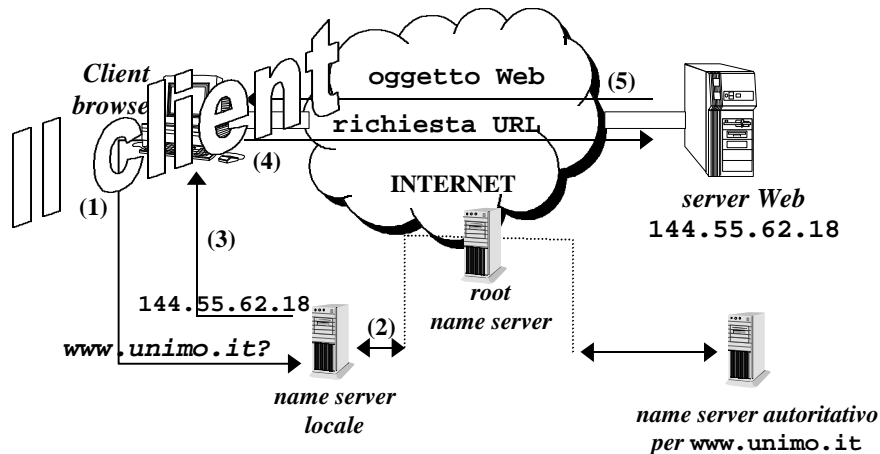 Il client
Client
browse
oggetto Web
(5)
richiesta URL
(4)
INTERNET
(1)
server Web
144.55.62.18
(3)
root
name server
144.55.62.18
(2)
www.unimo.it?
name server
locale
name server autoritativo
per www.unimo.it